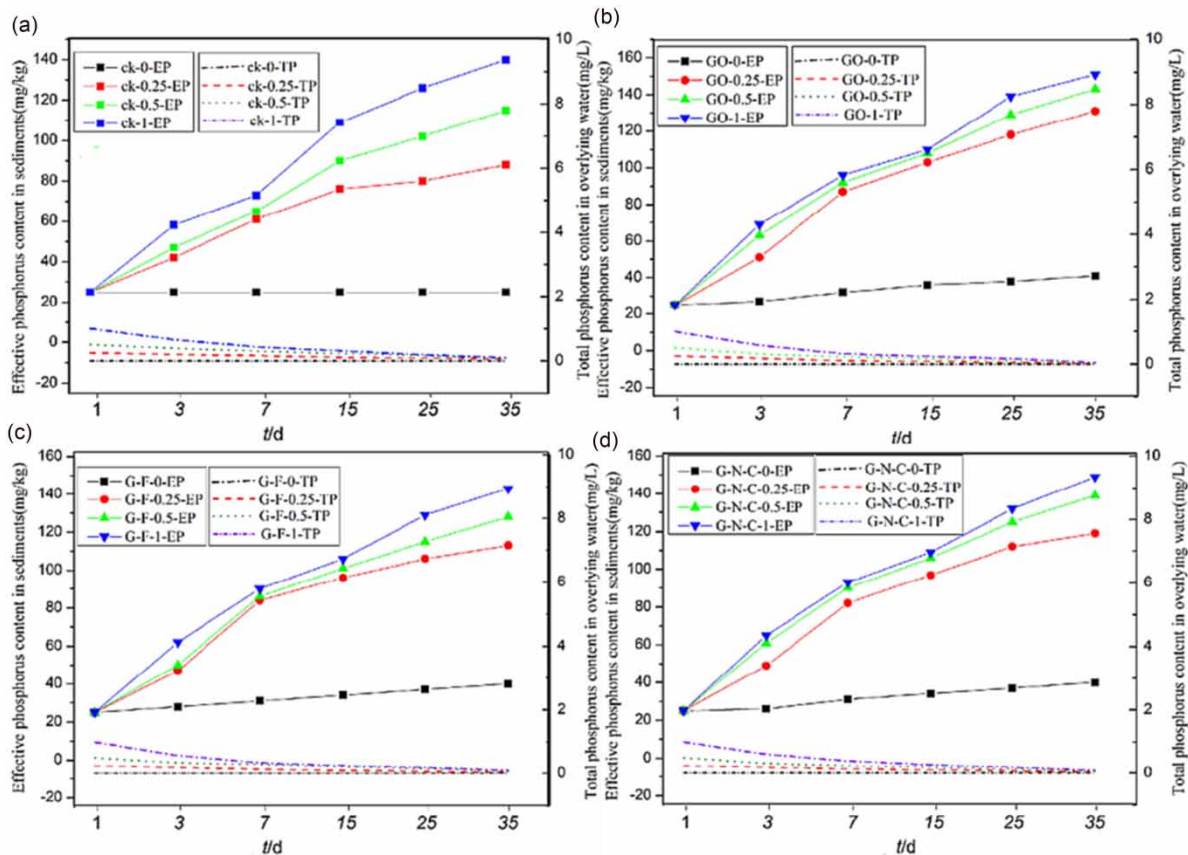 (a)
Effective phosphorus content in sediments(mg/kg)
140
120
100
80
60
40
20
0
-20
ck-0-EP
ck-0.25-EP
ck-0.5-EP
ck-1-EP
ck-0-TP
ck-0.25-TP
ck-0.5-TP
ck-1-TP
10
8
6
4
2
0
Total phosphorus content in overlying water(mg/L)
1 3 7 15 25 35
t/d
(b)
Effective phosphorus content in sediments(mg/kg)
160
140
120
100
80
60
40
20
0
-20
GO-0-EP
GO-0.25-EP
GO-0.5-EP
GO-1-EP
GO-0-TP
GO-0.25-TP
GO-0.5-TP
GO-1-TP
10
8
6
4
2
0
Total phosphorus content in overlying water(mg/L)
1 3 7 15 25 35
t/d
(c)
Effective phosphorus content in sediments(mg/kg)
160
140
120
100
80
60
40
20
0
-20
G-F-0-EP
G-F-0.25-EP
G-F-0.5-EP
G-F-1-EP
G-F-0-TP
G-F-0.25-TP
G-F-0.5-TP
G-F-1-TP
10
8
6
4
2
0
Total phosphorus content in overlying water(mg/L)
1 3 7 15 25 35
t/d
(d)
Effective phosphorus content in sediments(mg/kg)
160
140
120
100
80
60
40
20
0
-20
G-N-C-0-EP
G-N-C-0.25-EP
G-N-C-0.5-EP
G-N-C-1-EP
G-N-C-0-TP
G-N-C-0.25-TP
G-N-C-0.5-TP
G-N-C-1-TP
10
8
6
4
2
0
Total phosphorus content in overlying water(mg/L)
1 3 7 15 25 35
t/d